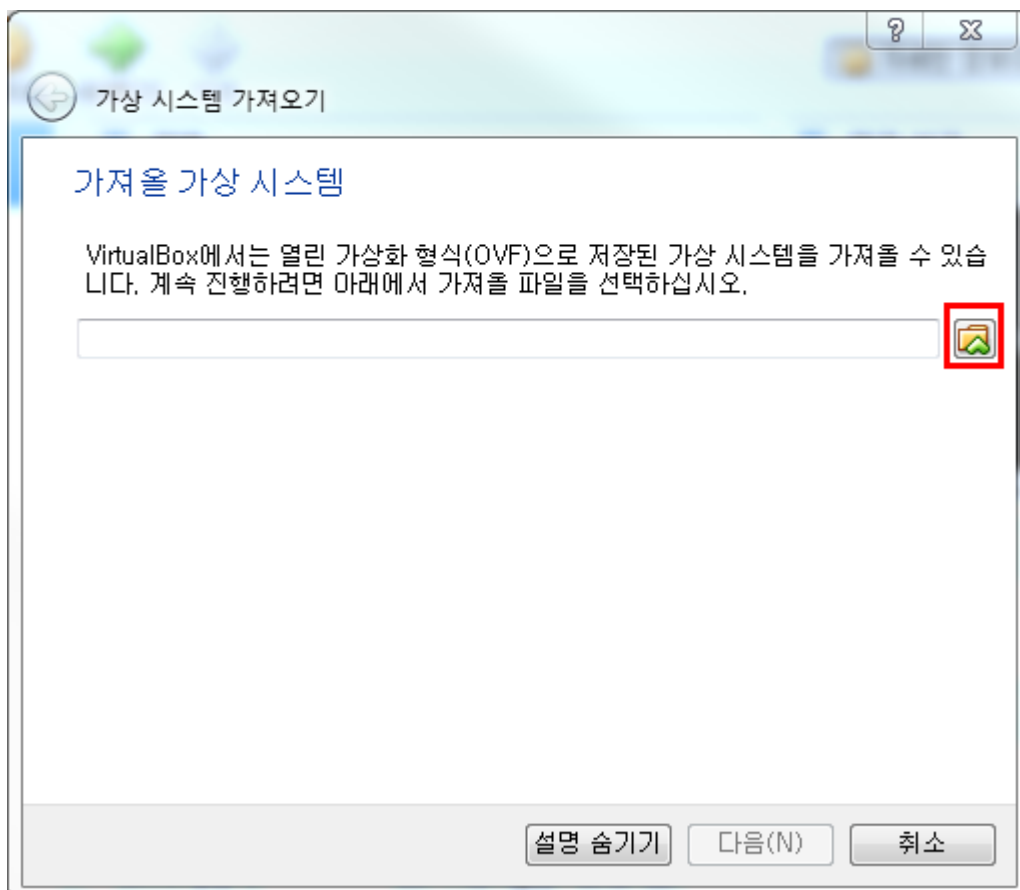 가상 시스템 가져오기
가져올 가상 시스템
VirtualBox에서는 열린 가상화 형식(OVF)으로 저장된 가상 시스템을 가져올 수 있습
니다. 계속 진행하려면 아래에서 가져올 파일을 선택하십시오.
설명 숨기기 다음(N) 취소